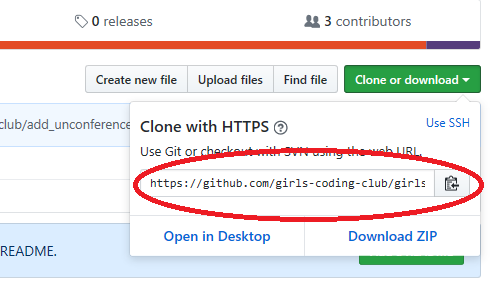 0 releases
3 contributors
Create new file
Upload files
Find file
Clone or download
club/add_unconference
Clone with HTTPS
Use SSH
Use Git or checkout with SVN using the web URL.
https://github.com/girls-coding-club/girls
Open in Desktop
Download ZIP
README.